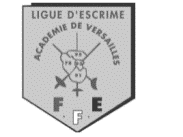 LIGUE D'ESCRIME
ACADEMIE DE VERSAILLES
F. F. E